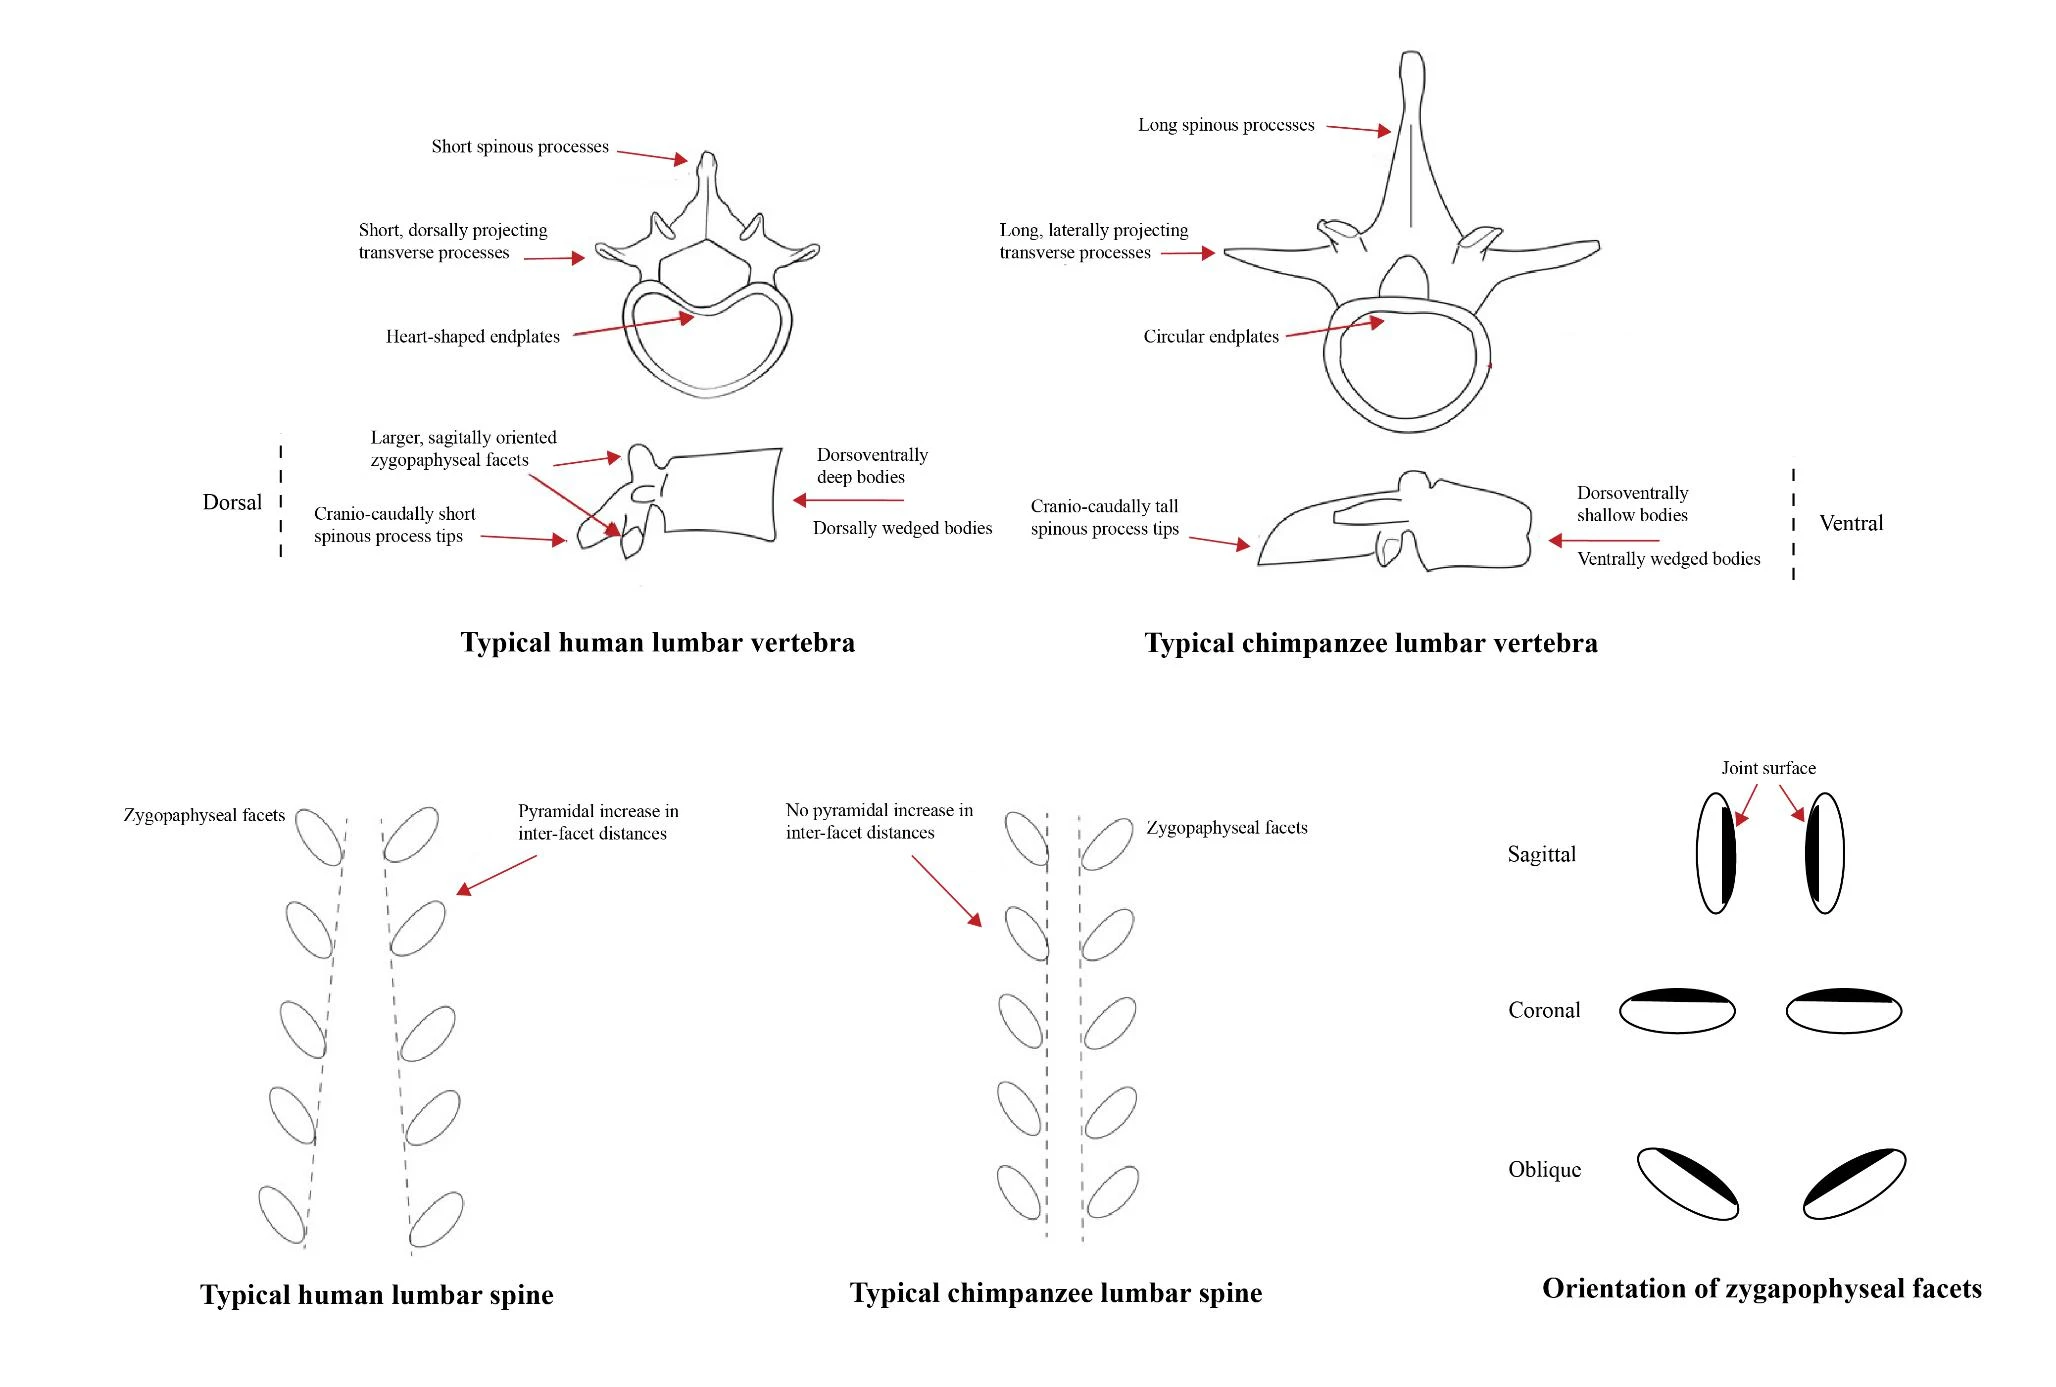 Short spinous processes
Short, dorsally projecting
transverse processes
Heart-shaped endplates
Long spinous processes
Long, laterally projecting
transverse processes
Circular endplates
Dorsal
Larger, sagitally oriented
zygopaphyseal facets
Cranio-caudally short
spinous process tips
Dorsoventrally
deep bodies
Dorsally wedged bodies
Cranio-caudally tall
spinous process tips
Dorsoventrally
shallow bodies
Ventrally wedged bodies
Ventral
Typical human lumbar vertebra
Typical chimpanzee lumbar vertebra
Zygopaphyseal facets
Pyramidal increase in
inter-facet distances
No pyramidal increase in
inter-facet distances
Zygopaphyseal facets
Joint surface
Sagittal
Coronal
Oblique
Typical human lumbar spine
Typical chimpanzee lumbar spine
Orientation of zygapophyseal facets